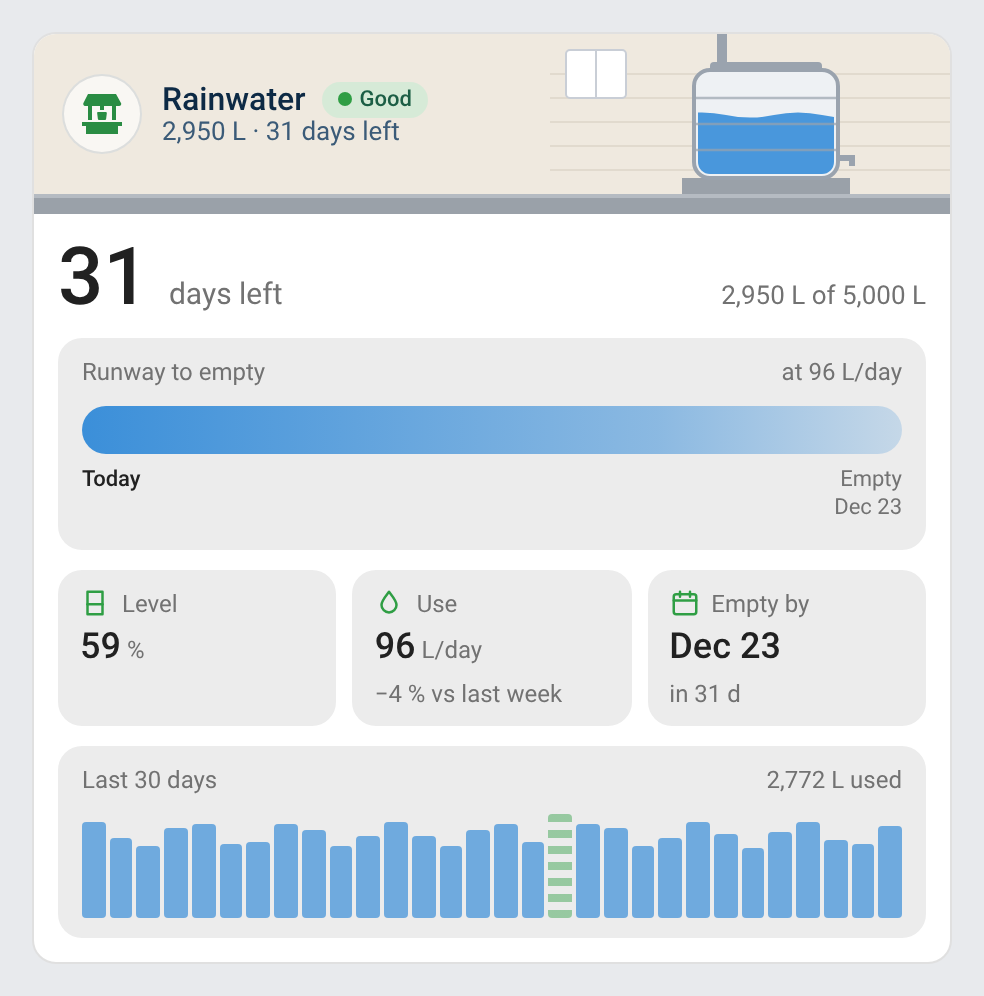 Rainwater
Good
2,950 L · 31 days left
31 days left
2,950 L of 5,000 L
Runway to empty
at 96 L/day
Today
Empty
Dec 23
Level
59 %
Use
96 L/day
−4 % vs last week
Empty by
Dec 23
in 31 d
Last 30 days
2,772 L used